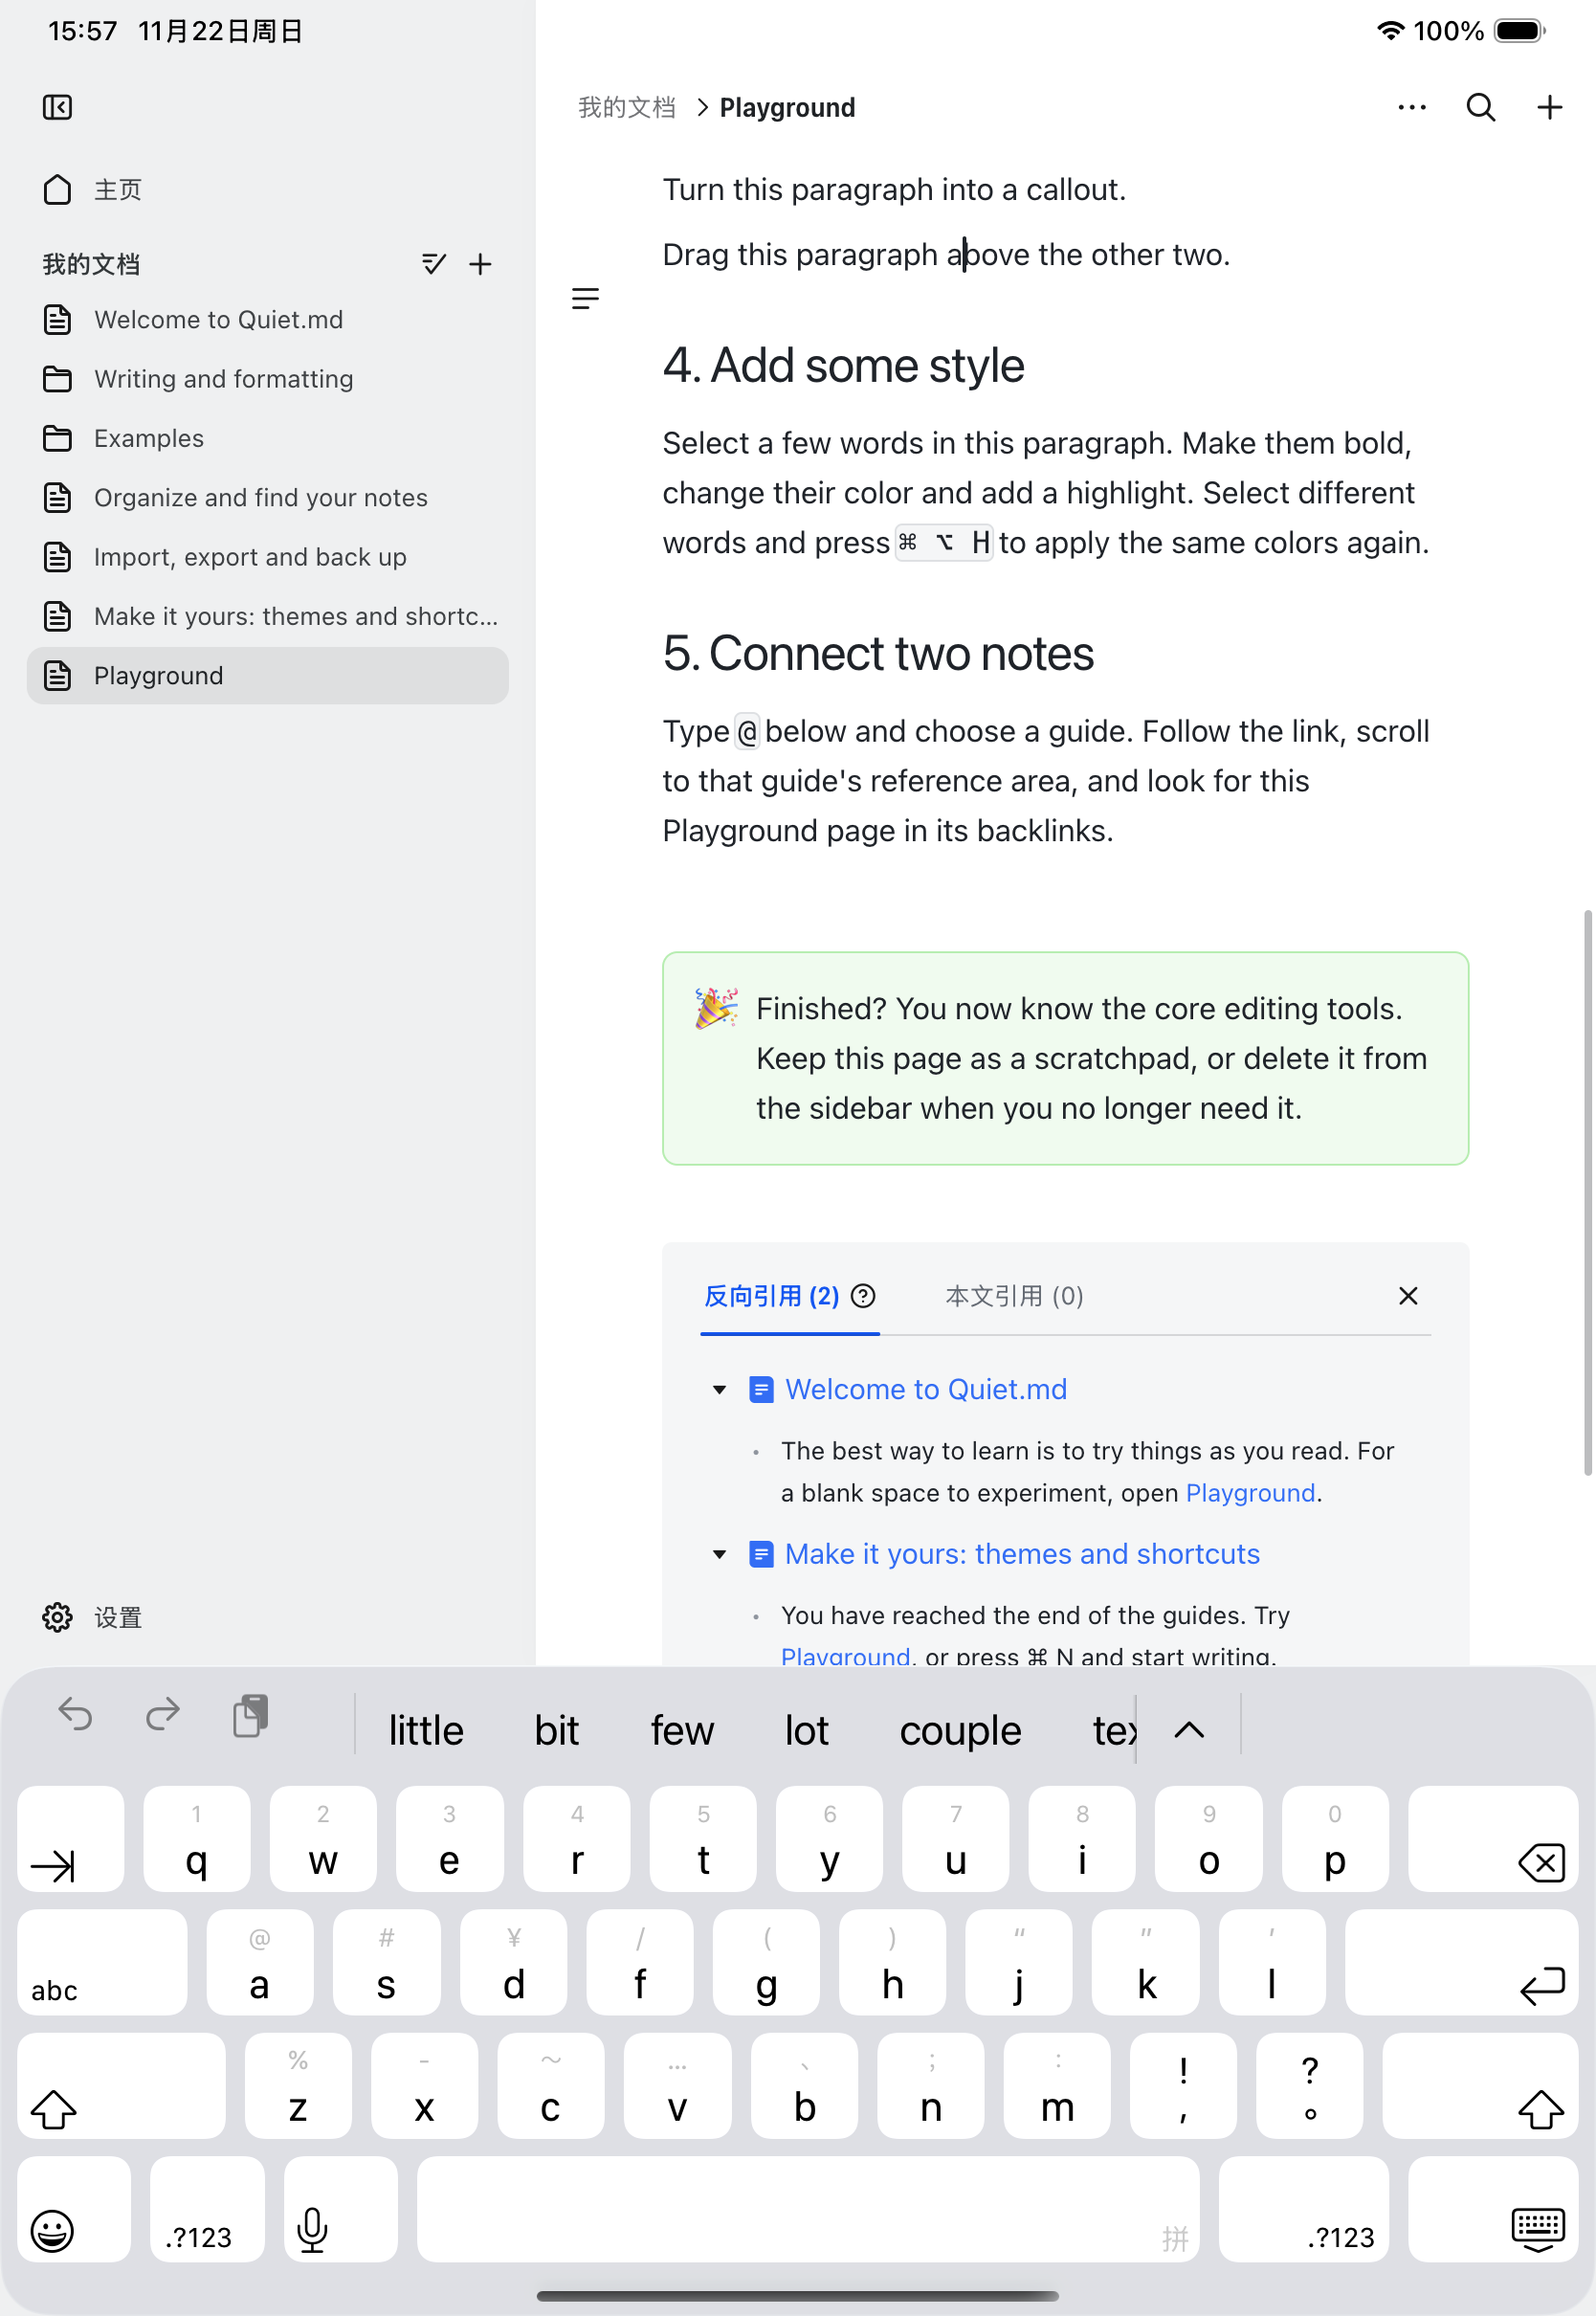 15:57 11月22日周日
100%
我的文档 > Playground
主页
我的文档
Welcome to Quiet.md
Writing and formatting
Examples
Organize and find your notes
Import, export and back up
Make it yours: themes and shortc...
Playground
设置
Turn this paragraph into a callout.
Drag this paragraph above the other two.
4. Add some style
Select a few words in this paragraph. Make them bold,
change their color and add a highlight. Select different
words and press ⌘ ⌥ H to apply the same colors again.
5. Connect two notes
Type @ below and choose a guide. Follow the link, scroll
to that guide's reference area, and look for this
Playground page in its backlinks.
Finished? You now know the core editing tools.
Keep this page as a scratchpad, or delete it from
the sidebar when you no longer need it.
反向引用 (2) 本文引用 (0)
Welcome to Quiet.md
• The best way to learn is to try things as you read. For
a blank space to experiment, open Playground.
Make it yours: themes and shortcuts
• You have reached the end of the guides. Try
Playground, or press ⌘ N and start writing.
little bit few lot couple tex
1 2 3 4 5 6 7 8 9 0
q w e r t y u i o p
@ # ¥ / ( ) “ ” ’
abc a s d f g h j k l
% - ～ … 、 ; : ! ?
z x c v b n m , 。
.?123 拼 .?123